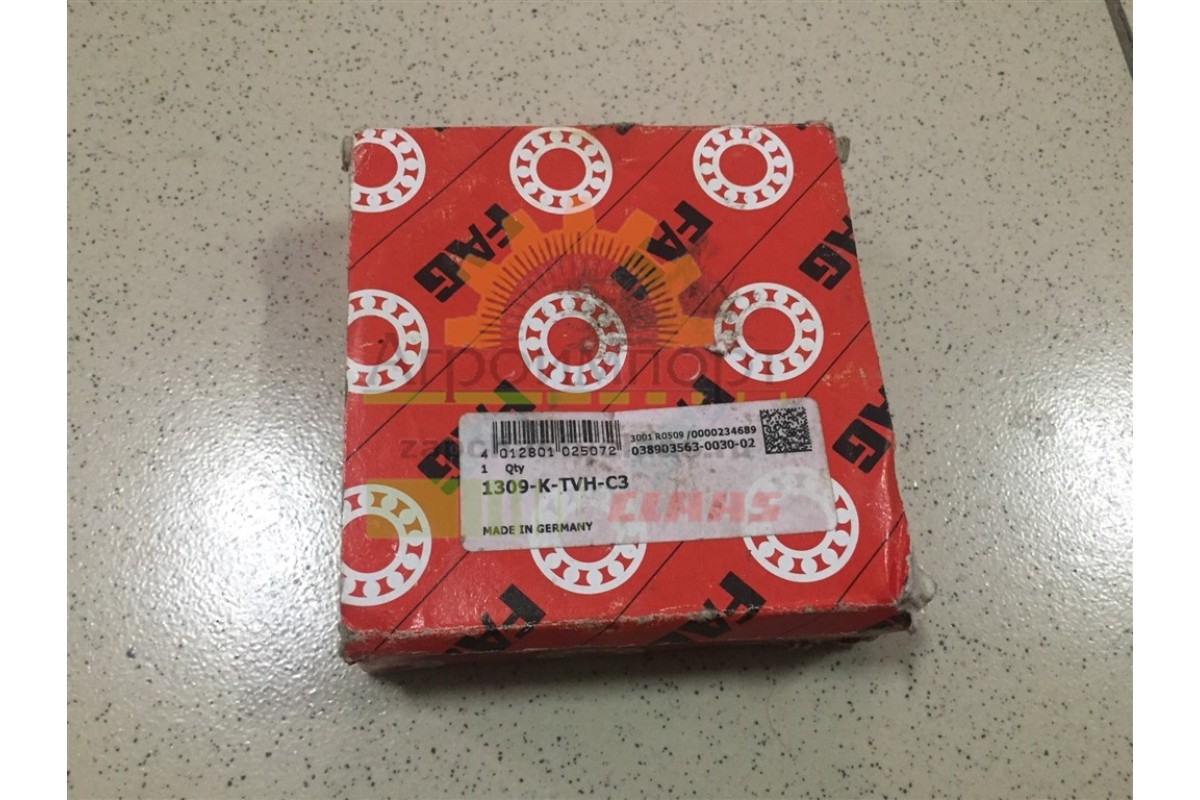 FAG
FAG
FAG
АгроИмпорт
3001 R0509 /0000234689
4 012801 025072
038903563-0030-02
1 Qty
1309-K-TVH-C3
CLAAS
MADE IN GERMANY
FAG
FAG